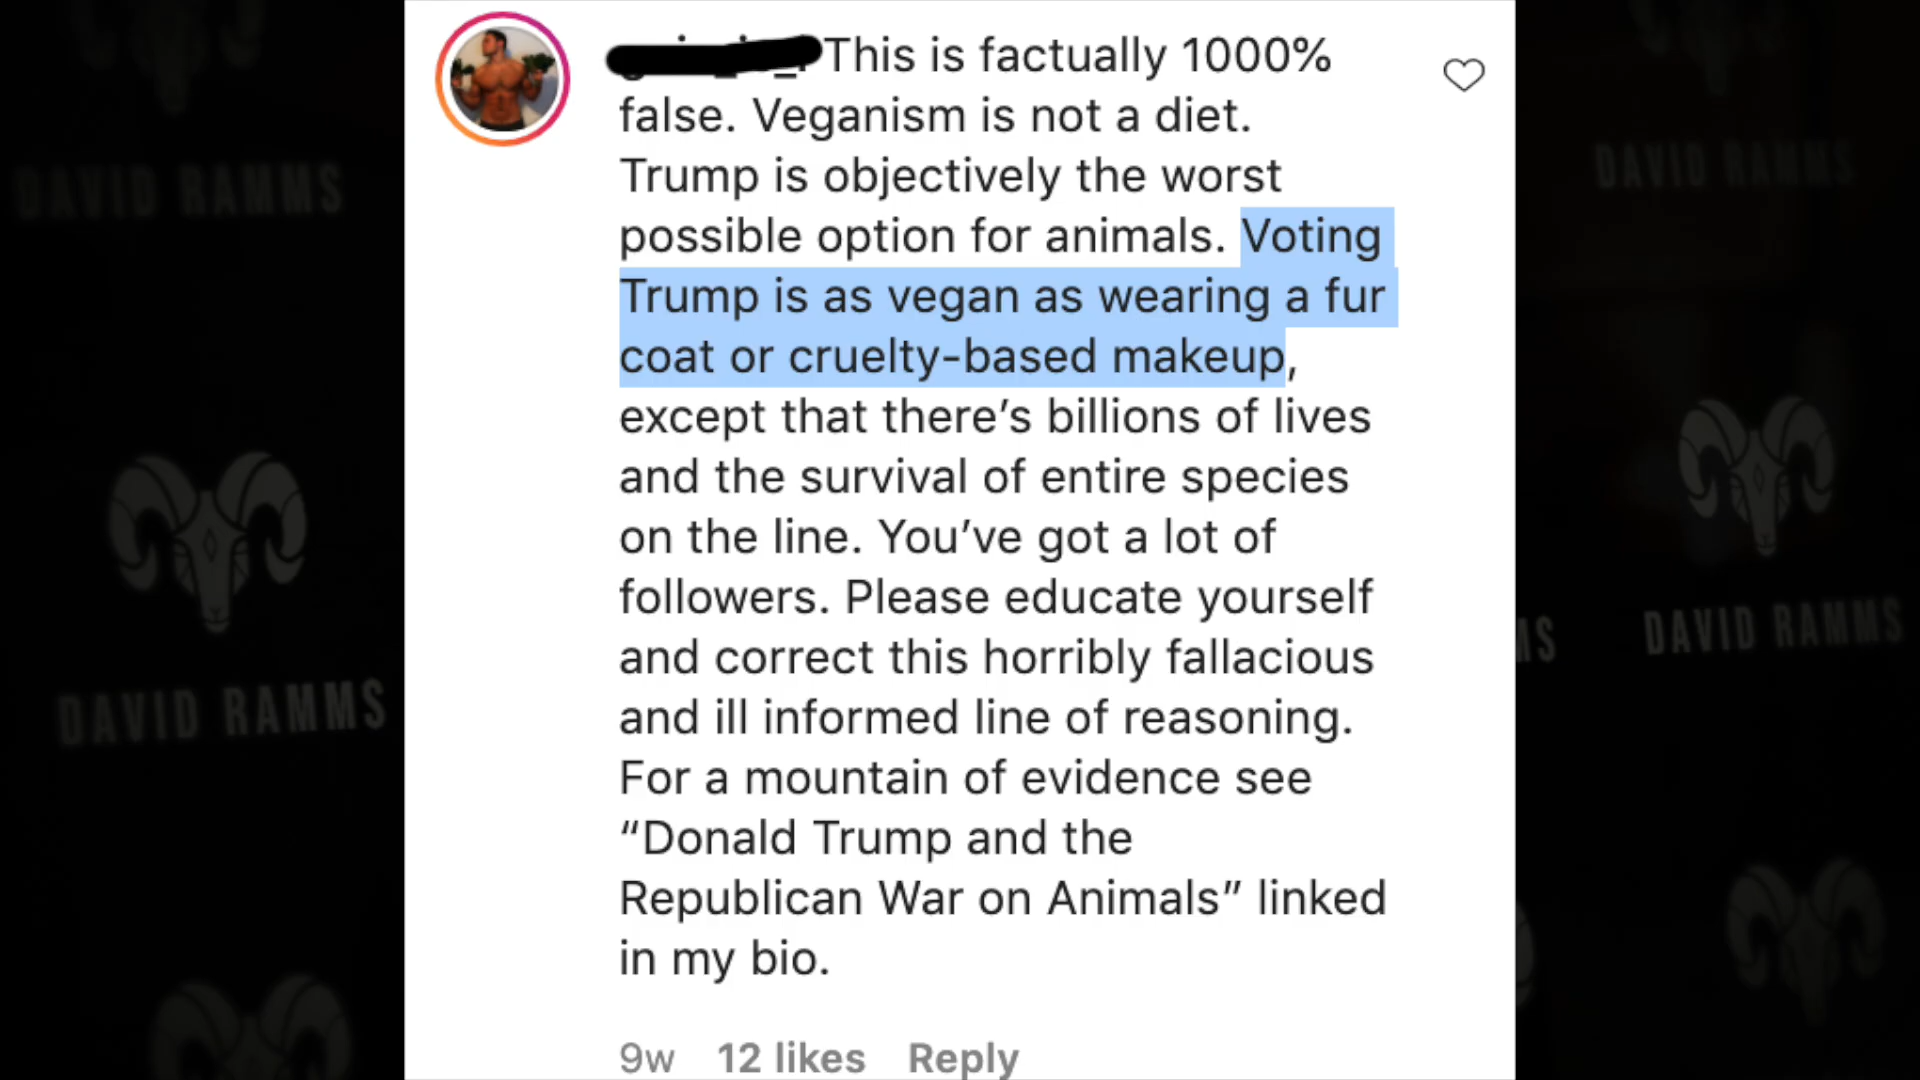 This is factually 1000%
false. Veganism is not a diet.
Trump is objectively the worst
possible option for animals. Voting
Trump is as vegan as wearing a fur
coat or cruelty-based makeup,
except that there’s billions of lives
and the survival of entire species
on the line. You’ve got a lot of
followers. Please educate yourself
and correct this horribly fallacious
and ill informed line of reasoning.
For a mountain of evidence see
“Donald Trump and the
Republican War on Animals” linked
in my bio.
9w 12 likes Reply
DAVID RAMMS
DAVID RAMMS
DAVID RAMMS
MS DAVID RAMMS